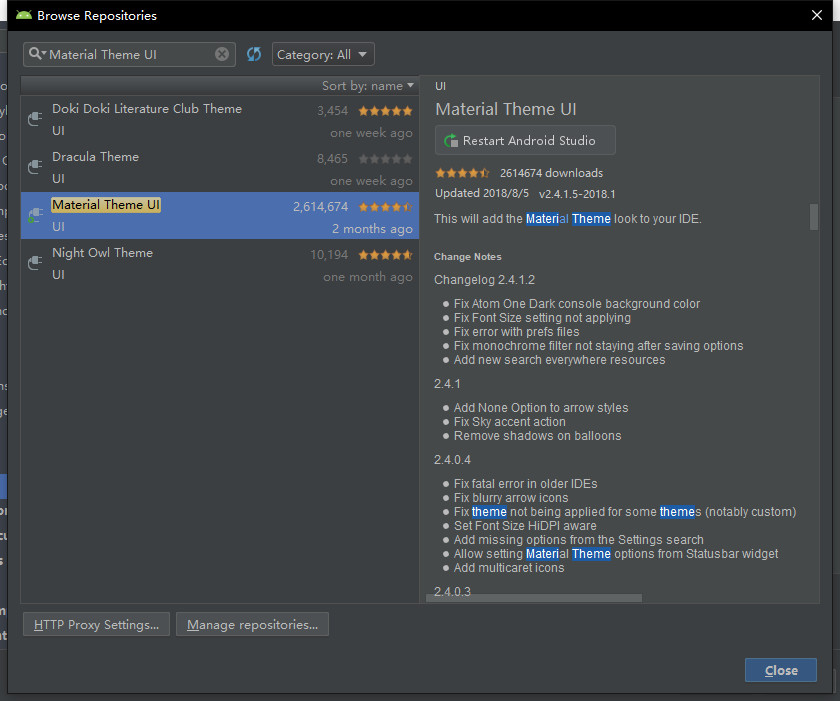 Browse Repositories
Material Theme UI
Category: All
Sort by: name
Doki Doki Literature Club Theme 3,454
UI one week ago
Dracula Theme 8,465
UI one week ago
Material Theme UI 2,614,674
UI 2 months ago
Night Owl Theme 10,194
UI one month ago
UI
Material Theme UI
Restart Android Studio
2614674 downloads
Updated 2018/8/5 v2.4.1.5-2018.1
This will add the Material Theme look to your IDE.
Change Notes
Changelog 2.4.1.2
Fix Atom One Dark console background color
Fix Font Size setting not applying
Fix error with prefs files
Fix monochrome filter not staying after saving options
Add new search everywhere resources
2.4.1
Add None Option to arrow styles
Fix Sky accent action
Remove shadows on balloons
2.4.0.4
Fix fatal error in older IDEs
Fix blurry arrow icons
Fix theme not being applied for some themes (notably custom)
Set Font Size HiDPI aware
Add missing options from the Settings search
Allow setting Material Theme options from Statusbar widget
Add multicaret icons
2.4.0.3
HTTP Proxy Settings...
Manage repositories...
Close